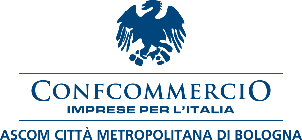 CONFCOMMERCIO
IMPRESE PER L'ITALIA
ASCOM CITTÀ METROPOLITANA DI BOLOGNA